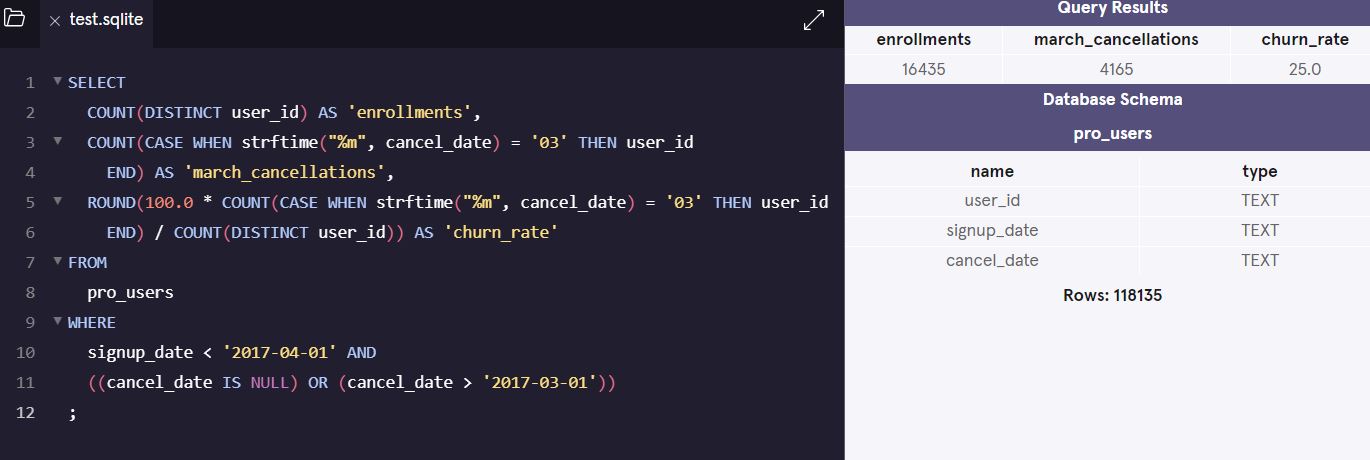 test.sqlite
1 SELECT
2 COUNT(DISTINCT user_id) AS 'enrollments',
3 COUNT(CASE WHEN strftime("%m", cancel_date) = '03' THEN user_id
4 END) AS 'march_cancellations',
5 ROUND(100.0 * COUNT(CASE WHEN strftime("%m", cancel_date) = '03' THEN user_id
6 END) / COUNT(DISTINCT user_id)) AS 'churn_rate'
7 FROM
8 pro_users
9 WHERE
10 signup_date < '2017-04-01' AND
11 ((cancel_date IS NULL) OR (cancel_date > '2017-03-01'))
12 ;
Query Results
enrollments march_cancellations churn_rate
16435 4165 25.0
Database Schema
pro_users
name type
user_id TEXT
signup_date TEXT
cancel_date TEXT
Rows: 118135